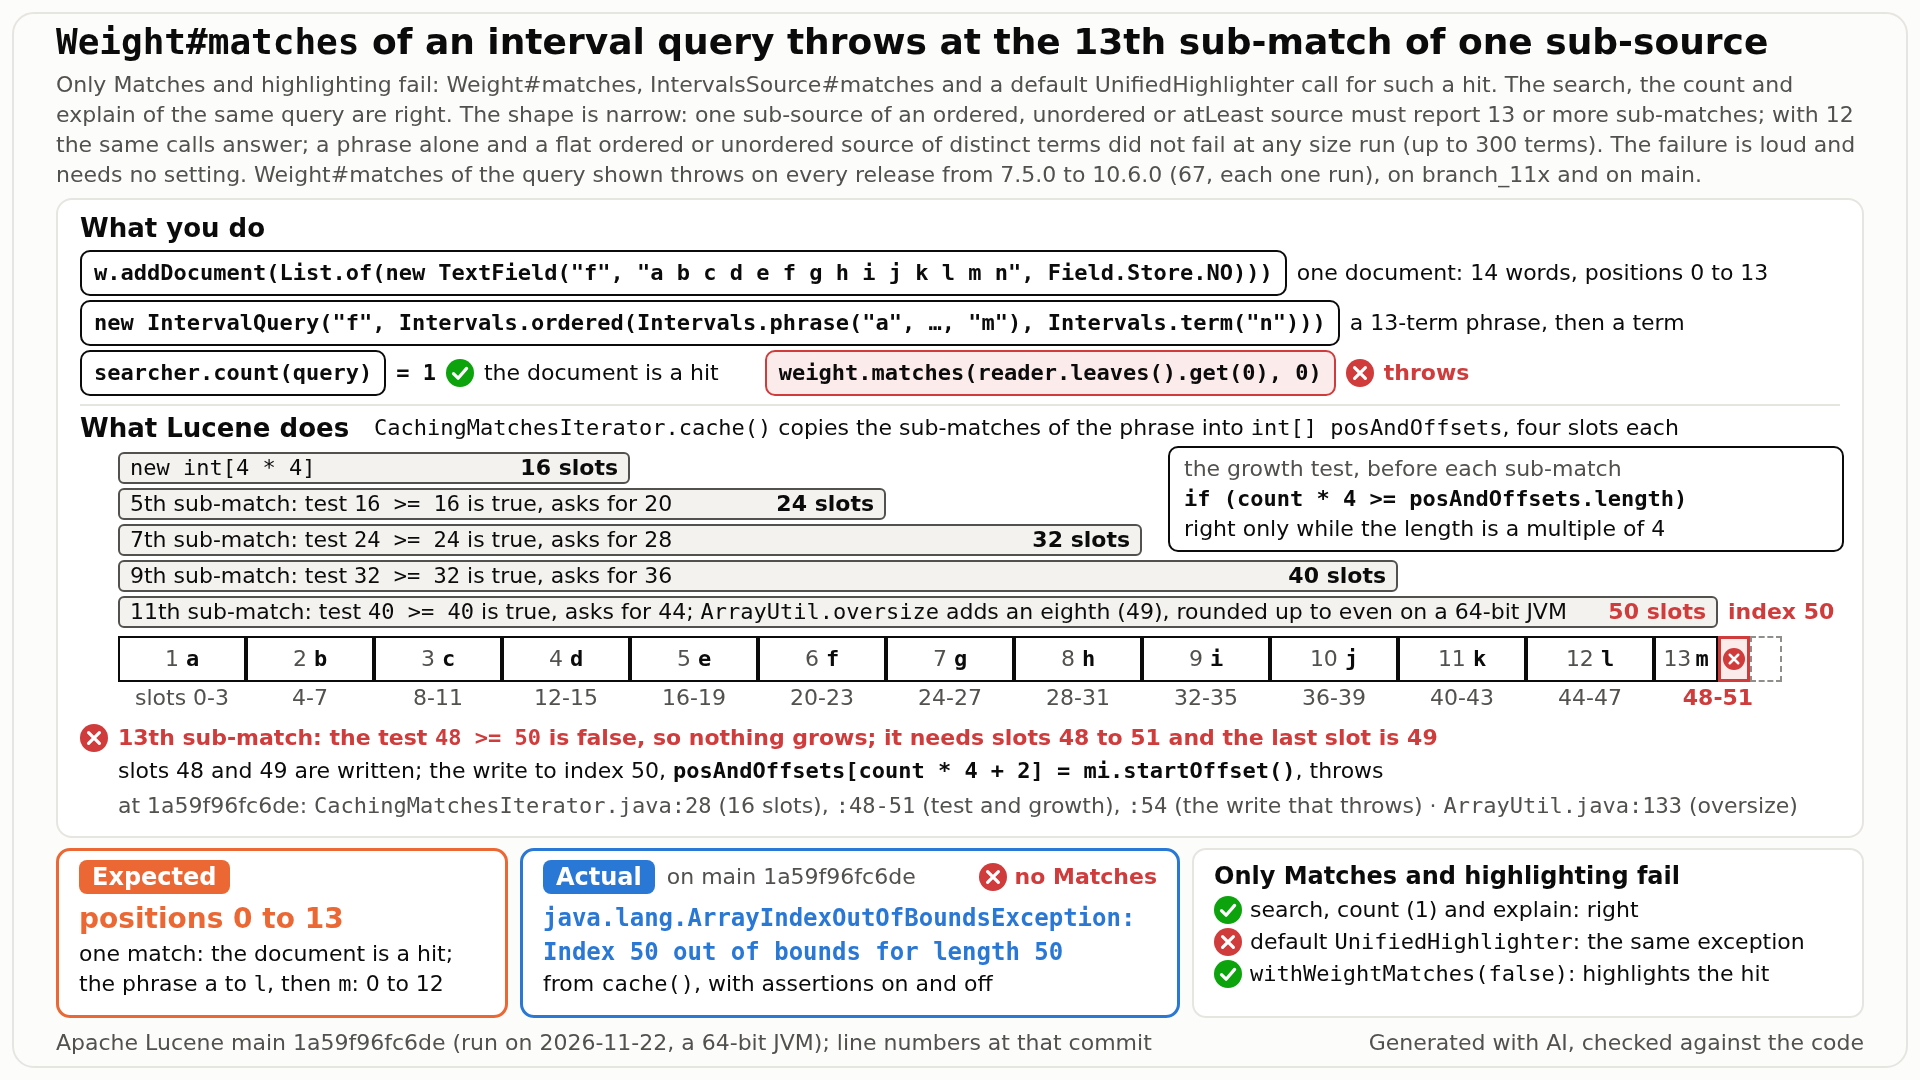 Weight#matches of an interval query throws at the 13th sub-match of one sub-source
Only Matches and highlighting fail: Weight#matches, IntervalsSource#matches and a default UnifiedHighlighter call for such a hit. The search, the count and
explain of the same query are right. The shape is narrow: one sub-source of an ordered, unordered or atLeast source must report 13 or more sub-matches; with 12
the same calls answer; a phrase alone and a flat ordered or unordered source of distinct terms did not fail at any size run (up to 300 terms). The failure is loud and
needs no setting. Weight#matches of the query shown throws on every release from 7.5.0 to 10.6.0 (67, each one run), on branch_11x and on main.
What you do
w.addDocument(List.of(new TextField("f", "a b c d e f g h i j k l m n", Field.Store.NO))) one document: 14 words, positions 0 to 13
new IntervalQuery("f", Intervals.ordered(Intervals.phrase("a", …, "m"), Intervals.term("n"))) a 13-term phrase, then a term
searcher.count(query) = 1 the document is a hit weight.matches(reader.leaves().get(0), 0) throws
What Lucene does CachingMatchesIterator.cache() copies the sub-matches of the phrase into int[] posAndOffsets, four slots each
new int[4 * 4] 16 slots
5th sub-match: test 16 >= 16 is true, asks for 20 24 slots
7th sub-match: test 24 >= 24 is true, asks for 28 32 slots
9th sub-match: test 32 >= 32 is true, asks for 36 40 slots
11th sub-match: test 40 >= 40 is true, asks for 44; ArrayUtil.oversize adds an eighth (49), rounded up to even on a 64-bit JVM 50 slots index 50
the growth test, before each sub-match
if (count * 4 >= posAndOffsets.length)
right only while the length is a multiple of 4
1 a 2 b 3 c 4 d 5 e 6 f 7 g 8 h 9 i 10 j 11 k 12 l 13 m
slots 0-3 4-7 8-11 12-15 16-19 20-23 24-27 28-31 32-35 36-39 40-43 44-47 48-51
13th sub-match: the test 48 >= 50 is false, so nothing grows; it needs slots 48 to 51 and the last slot is 49
slots 48 and 49 are written; the write to index 50, posAndOffsets[count * 4 + 2] = mi.startOffset(), throws
at 1a59f96fc6de: CachingMatchesIterator.java:28 (16 slots), :48-51 (test and growth), :54 (the write that throws) · ArrayUtil.java:133 (oversize)
Expected
positions 0 to 13
one match: the document is a hit;
the phrase a to l, then m: 0 to 12
Actual on main 1a59f96fc6de no Matches
java.lang.ArrayIndexOutOfBoundsException:
Index 50 out of bounds for length 50
from cache(), with assertions on and off
Only Matches and highlighting fail
search, count (1) and explain: right
default UnifiedHighlighter: the same exception
withWeightMatches(false): highlights the hit
Apache Lucene main 1a59f96fc6de (run on 2026-11-22, a 64-bit JVM); line numbers at that commit
Generated with AI, checked against the code